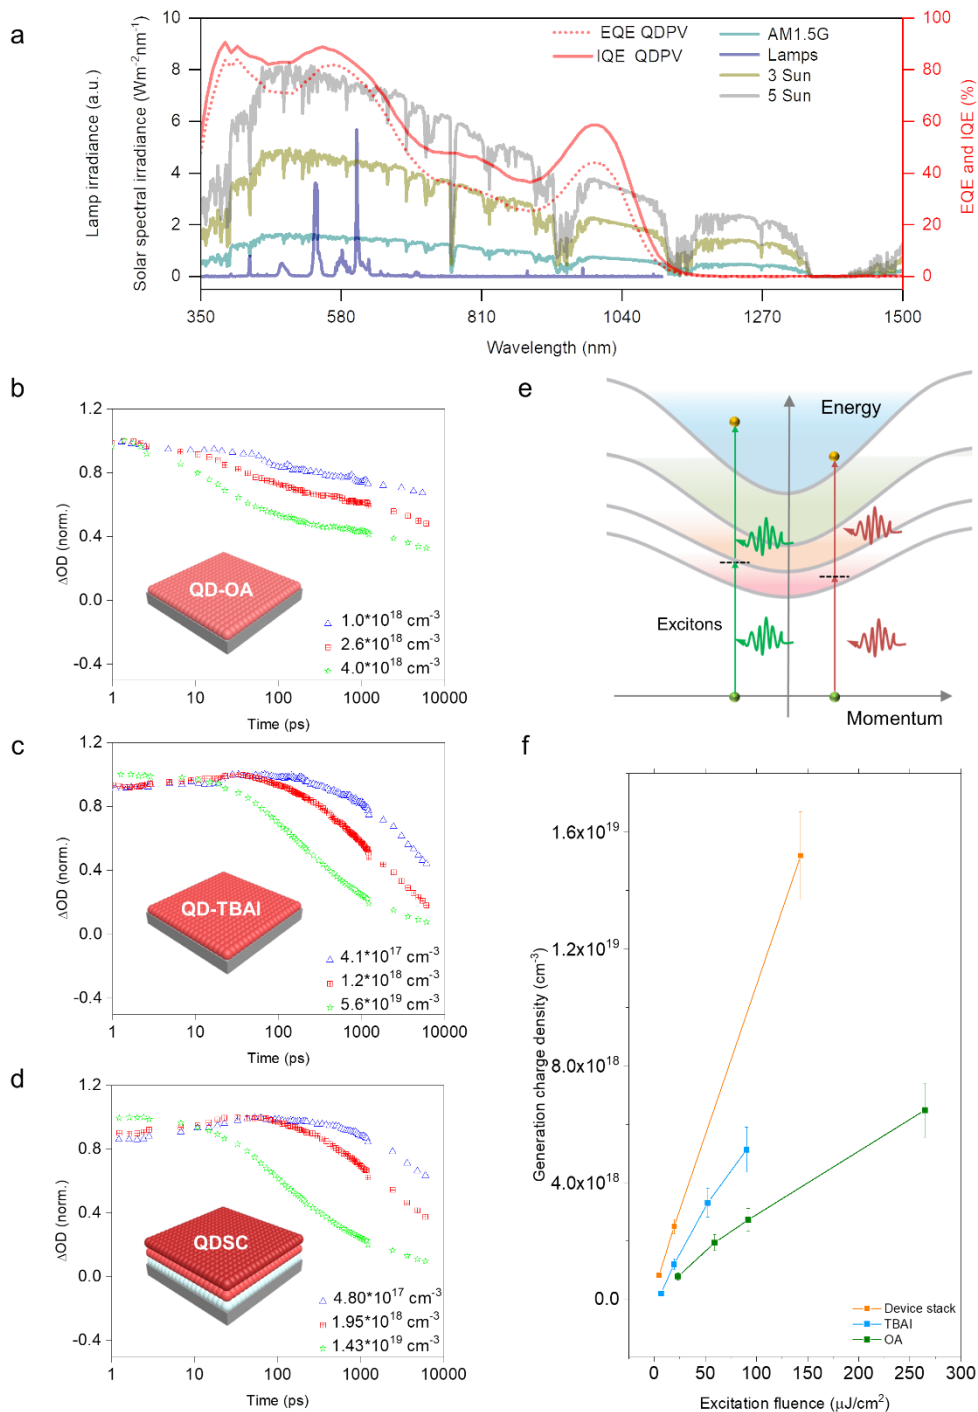 a
EQE QDPV
IQE QDPV
AM1.5G
Lamps
3 Sun
5 Sun
Lamp irradiance (a.u.)
Solar spectral irradiance (Wm⁻²nm⁻¹)
EQE and IQE (%)
10
8
6
4
2
0
100
80
60
40
20
0
350
580
810
1040
1270
1500
Wavelength (nm)
b
ΔOD (norm.)
1.2
0.8
0.4
0.0
-0.4
QD-OA
1.0*10¹⁸ cm⁻³
2.6*10¹⁸ cm⁻³
4.0*10¹⁸ cm⁻³
1
10
100
1000
10000
Time (ps)
c
ΔOD (norm.)
1.2
0.8
0.4
0.0
-0.4
QD-TBAI
4.1*10¹⁷ cm⁻³
1.2*10¹⁸ cm⁻³
5.6*10¹⁹ cm⁻³
1
10
100
1000
10000
Time (ps)
d
ΔOD (norm.)
1.2
0.8
0.4
0.0
-0.4
QDSC
4.80*10¹⁷ cm⁻³
1.95*10¹⁸ cm⁻³
1.43*10¹⁹ cm⁻³
1
10
100
1000
10000
Time (ps)
e
Energy
Excitons
Momentum
f
Generation charge density (cm⁻³)
1.6x10¹⁹
1.2x10¹⁹
8.0x10¹⁸
4.0x10¹⁸
0.0
Device stack
TBAI
OA
0
50
100
150
200
250
300
Excitation fluence (μJ/cm²)